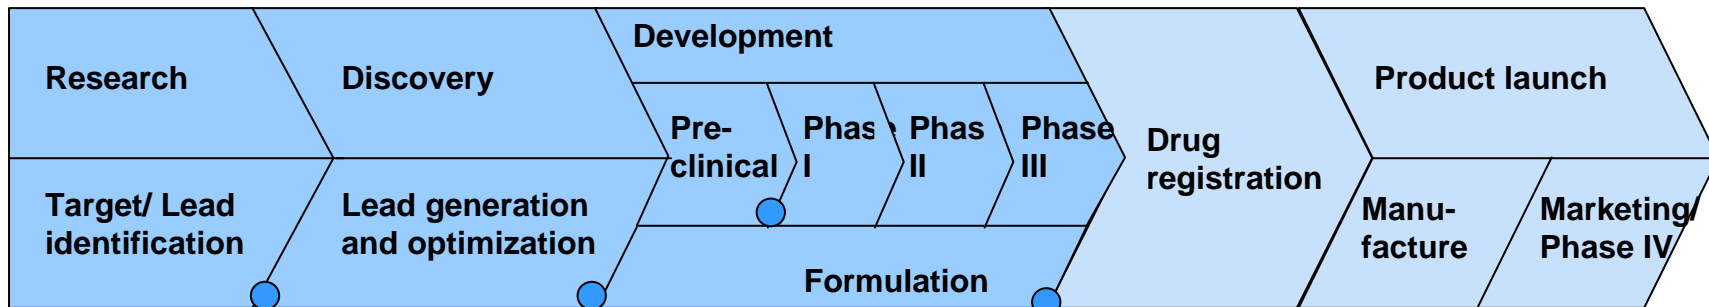 Research
Target/ Lead
identification
Discovery
Lead generation
and optimization
Development
Pre-
clinical
Phase
I
Phas
II
Phase
III
Formulation
Drug
registration
Product launch
Manu-
facture
Marketing/
Phase IV